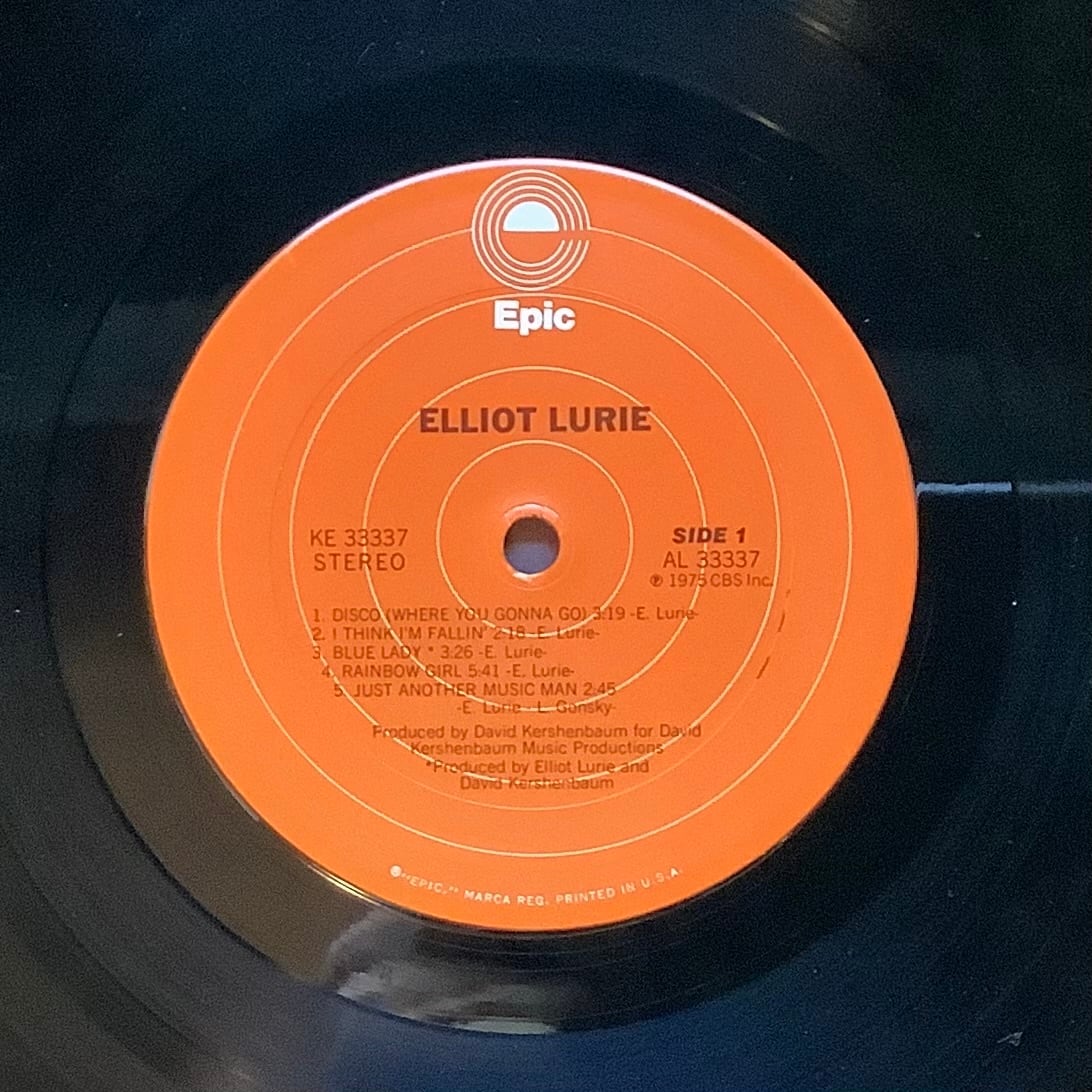 Epic
ELLIOT LURIE
KE 33337
STEREO
SIDE 1
AL 33337
℗ 1975 CBS Inc.
1. DISCO (WHERE YOU GONNA GO) 3:19 -E. Lurie-
2. I THINK I'M FALLIN' 2:18 -E. Lurie-
3. BLUE LADY * 3:26 -E. Lurie-
4. RAINBOW GIRL 5:41 -E. Lurie-
5. JUST ANOTHER MUSIC MAN 2:45
-E. Lurie - L. Gonsky-
Produced by David Kershenbaum for David
Kershenbaum Music Productions
*Produced by Elliot Lurie and
David Kershenbaum
®"EPIC," MARCA REG. PRINTED IN U.S.A.